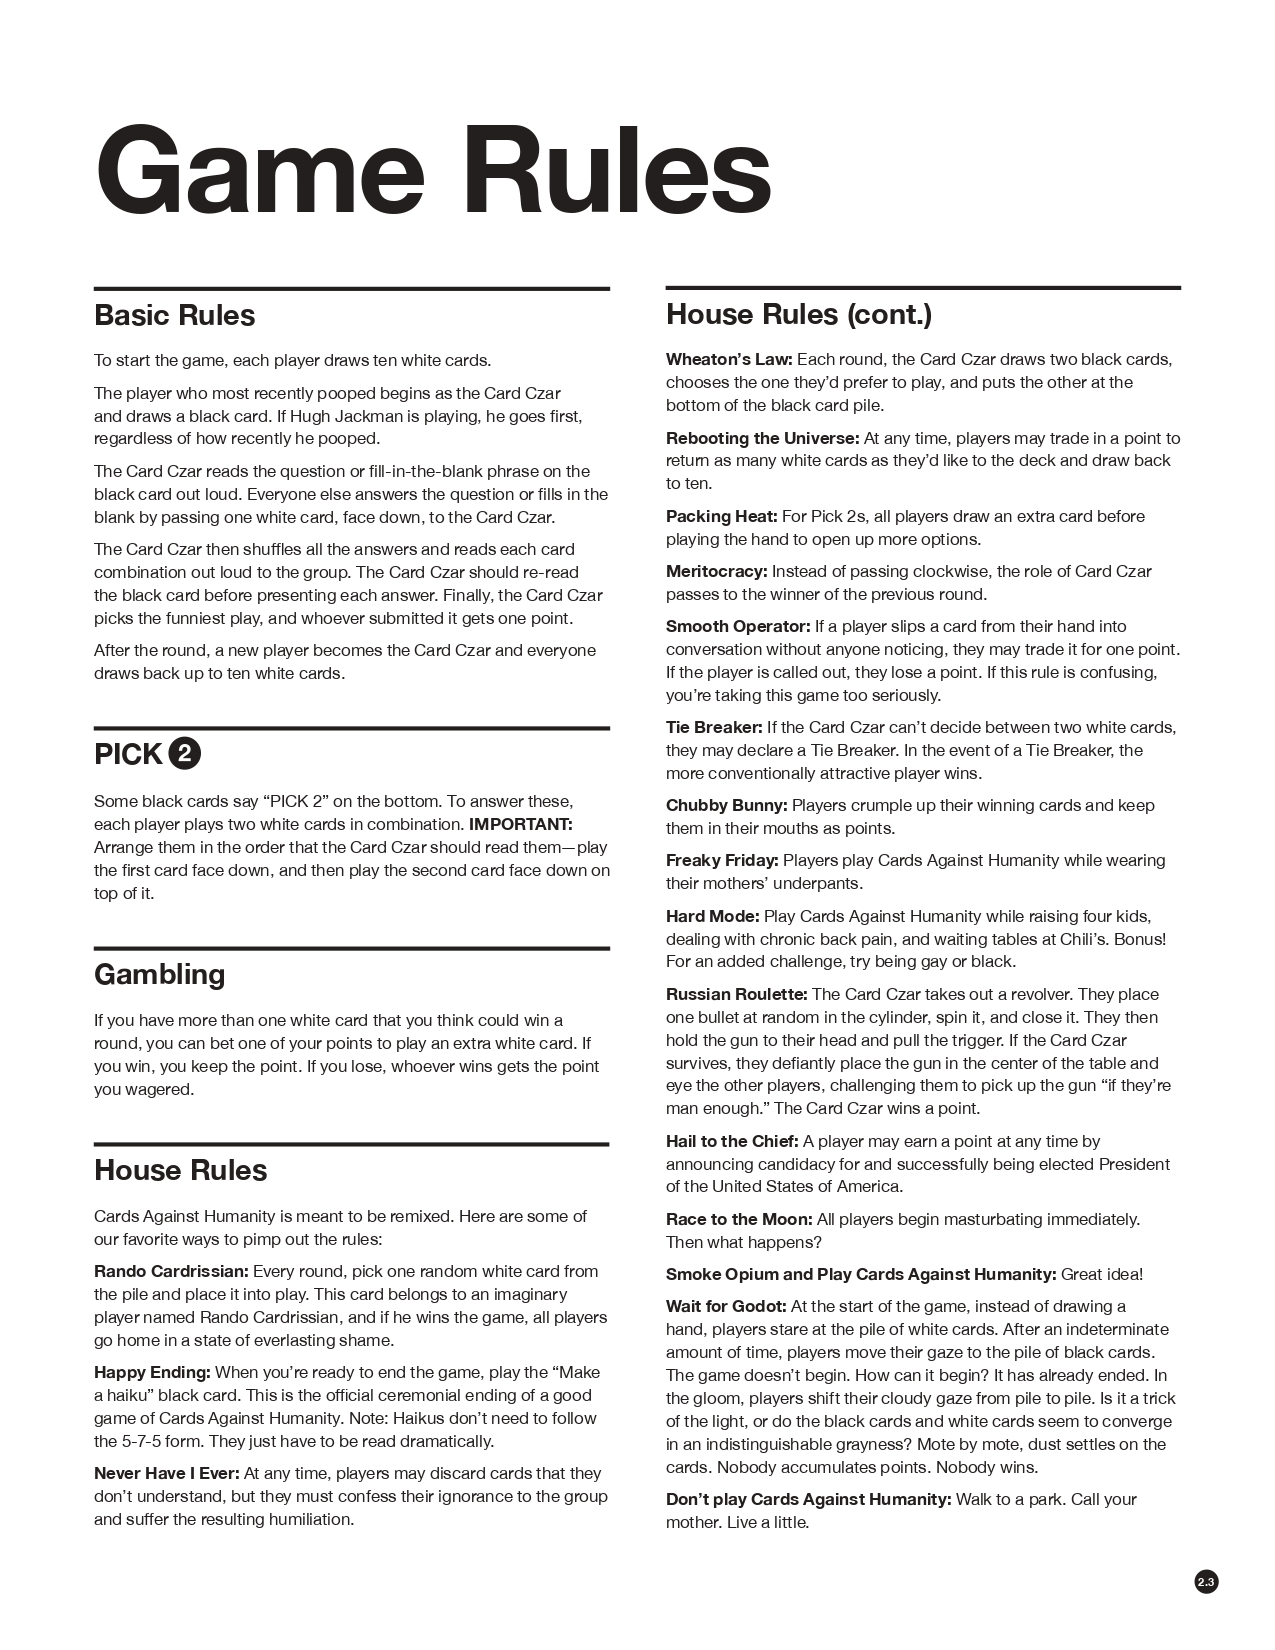 Game Rules
Basic Rules
To start the game, each player draws ten white cards.
The player who most recently pooped begins as the Card Czar
and draws a black card. If Hugh Jackman is playing, he goes first,
regardless of how recently he pooped.
The Card Czar reads the question or fill-in-the-blank phrase on the
black card out loud. Everyone else answers the question or fills in the
blank by passing one white card, face down, to the Card Czar.
The Card Czar then shuffles all the answers and reads each card
combination out loud to the group. The Card Czar should re-read
the black card before presenting each answer. Finally, the Card Czar
picks the funniest play, and whoever submitted it gets one point.
After the round, a new player becomes the Card Czar and everyone
draws back up to ten white cards.
PICK 2
Some black cards say “PICK 2” on the bottom. To answer these,
each player plays two white cards in combination. IMPORTANT:
Arrange them in the order that the Card Czar should read them—play
the first card face down, and then play the second card face down on
top of it.
Gambling
If you have more than one white card that you think could win a
round, you can bet one of your points to play an extra white card. If
you win, you keep the point. If you lose, whoever wins gets the point
you wagered.
House Rules
Cards Against Humanity is meant to be remixed. Here are some of
our favorite ways to pimp out the rules:
Rando Cardrissian: Every round, pick one random white card from
the pile and place it into play. This card belongs to an imaginary
player named Rando Cardrissian, and if he wins the game, all players
go home in a state of everlasting shame.
Happy Ending: When you’re ready to end the game, play the “Make
a haiku” black card. This is the official ceremonial ending of a good
game of Cards Against Humanity. Note: Haikus don’t need to follow
the 5-7-5 form. They just have to be read dramatically.
Never Have I Ever: At any time, players may discard cards that they
don’t understand, but they must confess their ignorance to the group
and suffer the resulting humiliation.
House Rules (cont.)
Wheaton’s Law: Each round, the Card Czar draws two black cards,
chooses the one they’d prefer to play, and puts the other at the
bottom of the black card pile.
Rebooting the Universe: At any time, players may trade in a point to
return as many white cards as they’d like to the deck and draw back
to ten.
Packing Heat: For Pick 2s, all players draw an extra card before
playing the hand to open up more options.
Meritocracy: Instead of passing clockwise, the role of Card Czar
passes to the winner of the previous round.
Smooth Operator: If a player slips a card from their hand into
conversation without anyone noticing, they may trade it for one point.
If the player is called out, they lose a point. If this rule is confusing,
you’re taking this game too seriously.
Tie Breaker: If the Card Czar can’t decide between two white cards,
they may declare a Tie Breaker. In the event of a Tie Breaker, the
more conventionally attractive player wins.
Chubby Bunny: Players crumple up their winning cards and keep
them in their mouths as points.
Freaky Friday: Players play Cards Against Humanity while wearing
their mothers’ underpants.
Hard Mode: Play Cards Against Humanity while raising four kids,
dealing with chronic back pain, and waiting tables at Chili’s. Bonus!
For an added challenge, try being gay or black.
Russian Roulette: The Card Czar takes out a revolver. They place
one bullet at random in the cylinder, spin it, and close it. They then
hold the gun to their head and pull the trigger. If the Card Czar
survives, they defiantly place the gun in the center of the table and
eye the other players, challenging them to pick up the gun “if they’re
man enough.” The Card Czar wins a point.
Hail to the Chief: A player may earn a point at any time by
announcing candidacy for and successfully being elected President
of the United States of America.
Race to the Moon: All players begin masturbating immediately.
Then what happens?
Smoke Opium and Play Cards Against Humanity: Great idea!
Wait for Godot: At the start of the game, instead of drawing a
hand, players stare at the pile of white cards. After an indeterminate
amount of time, players move their gaze to the pile of black cards.
The game doesn’t begin. How can it begin? It has already ended. In
the gloom, players shift their cloudy gaze from pile to pile. Is it a trick
of the light, or do the black cards and white cards seem to converge
in an indistinguishable grayness? Mote by mote, dust settles on the
cards. Nobody accumulates points. Nobody wins.
Don’t play Cards Against Humanity: Walk to a park. Call your
mother. Live a little.
2.3